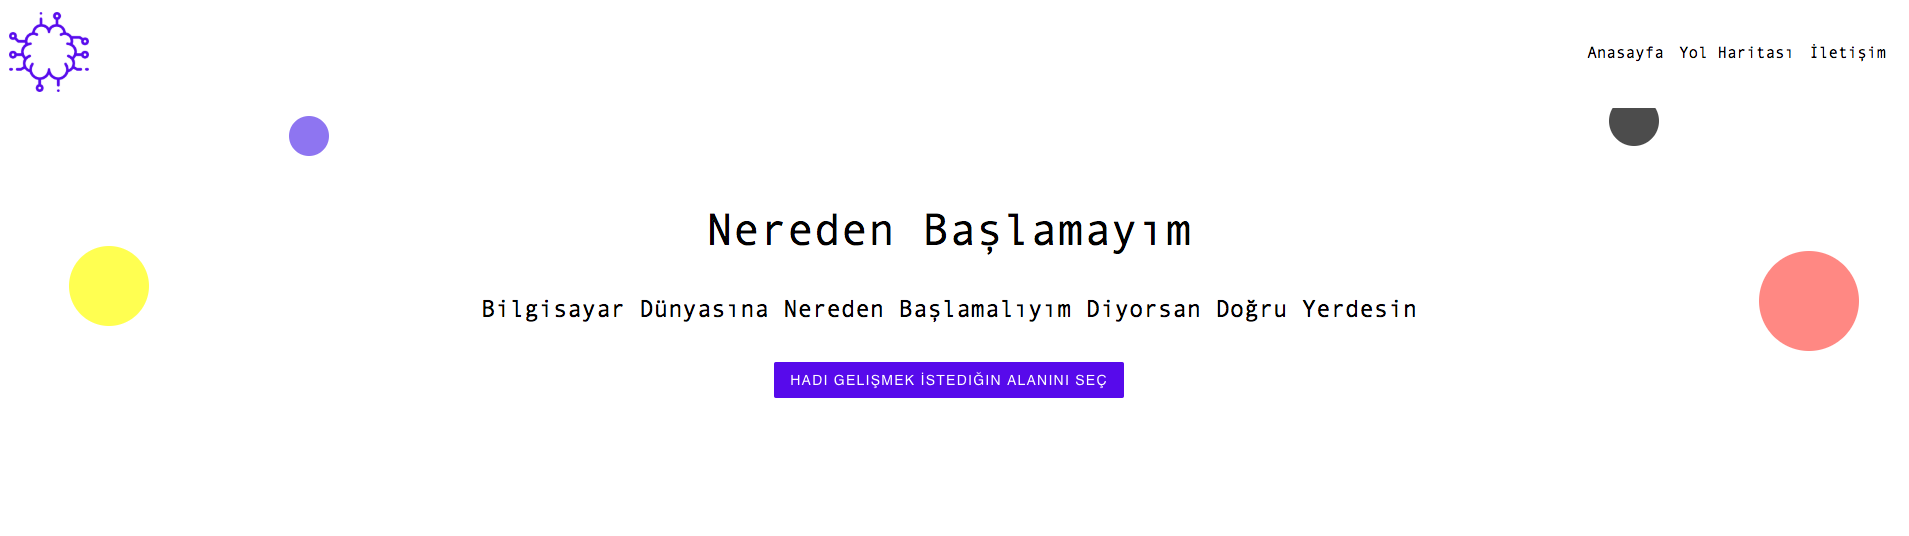 Anasayfa Yol Haritası İletişim
Nereden Başlamayım
Bilgisayar Dünyasına Nereden Başlamalıyım Diyorsan Doğru Yerdesin
HADI GELIŞMEK İSTEDIĞIN ALANINI SEÇ